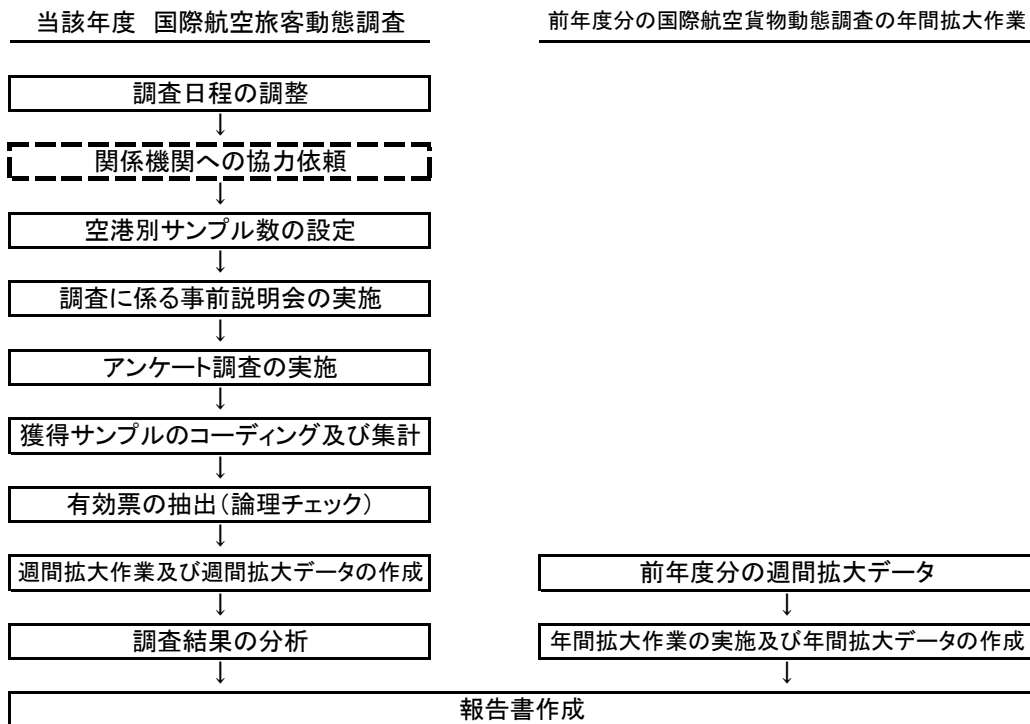 当該年度　国際航空旅客動態調査
前年度分の国際航空貨物動態調査の年間拡大作業
調査日程の調整
↓
関係機関への協力依頼
↓
空港別サンプル数の設定
↓
調査に係る事前説明会の実施
↓
アンケート調査の実施
↓
獲得サンプルのコーディング及び集計
↓
有効票の抽出（論理チェック）
↓
週間拡大作業及び週間拡大データの作成
前年度分の週間拡大データ
↓
↓
調査結果の分析
年間拡大作業の実施及び年間拡大データの作成
↓
↓
報告書作成